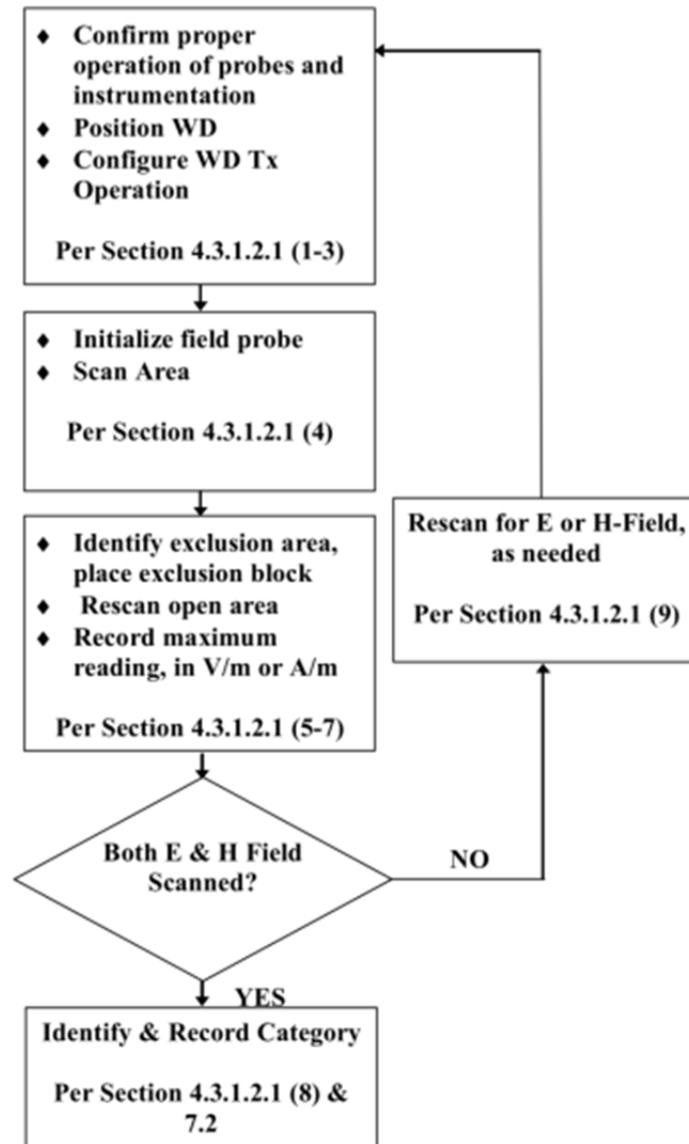 ♦ Confirm proper
operation of probes and
instrumentation
♦ Position WD
♦ Configure WD Tx
Operation
Per Section 4.3.1.2.1 (1-3)
♦ Initialize field probe
♦ Scan Area
Per Section 4.3.1.2.1 (4)
♦ Identify exclusion area,
place exclusion block
♦ Rescan open area
♦ Record maximum
reading, in V/m or A/m
Per Section 4.3.1.2.1 (5-7)
Rescan for E or H-Field,
as needed
Per Section 4.3.1.2.1 (9)
Both E & H Field
Scanned?
NO
YES
Identify & Record Category
Per Section 4.3.1.2.1 (8) &
7.2